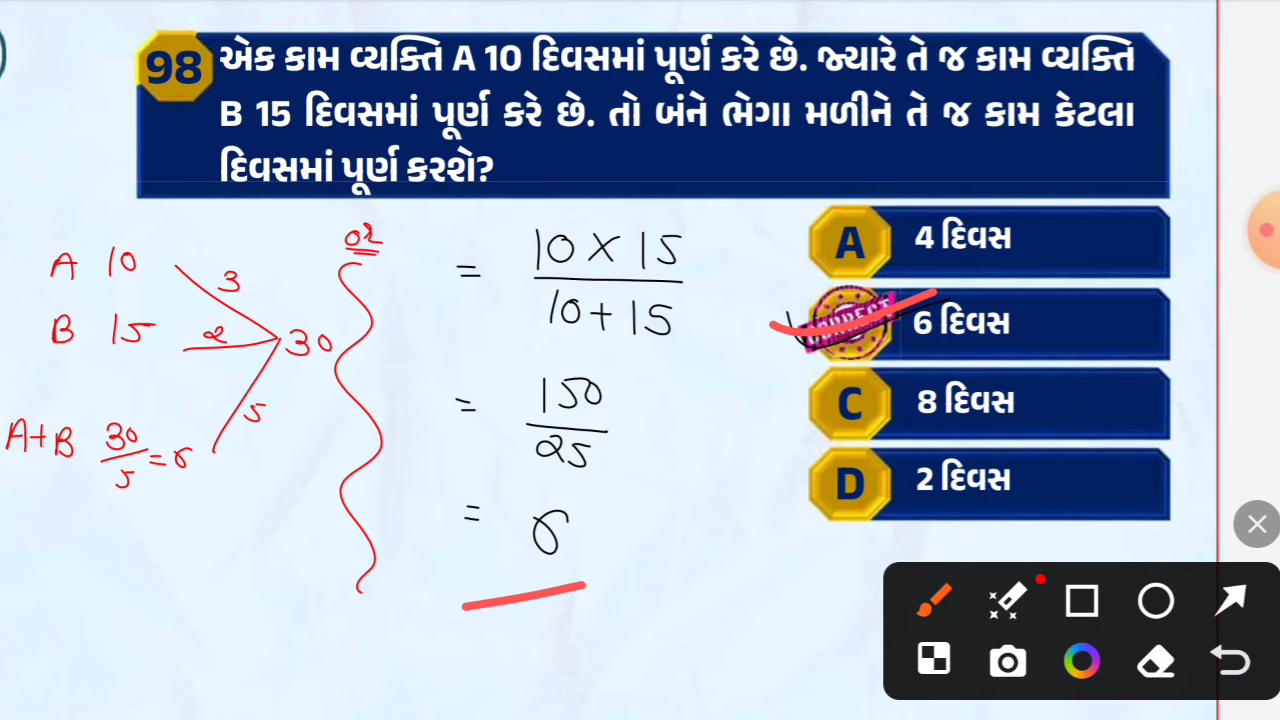 98 એક કામ વ્યક્તિ A 10 દિવસમાં પૂર્ણ કરે છે. જ્યારે તે જ કામ વ્યક્તિ
B 15 દિવસમાં પૂર્ણ કરે છે. તો બંને ભેગા મળીને તે જ કામ કેટલા
દિવસમાં પૂર્ણ કરશે?
A 4 દિવસ
CORRECT 6 દિવસ
C 8 દિવસ
D 2 દિવસ
A 10
3
B 15
2
30
5
A+B 30/5 = 6
or
= 10 × 15
10 + 15
= 150
25
= 6